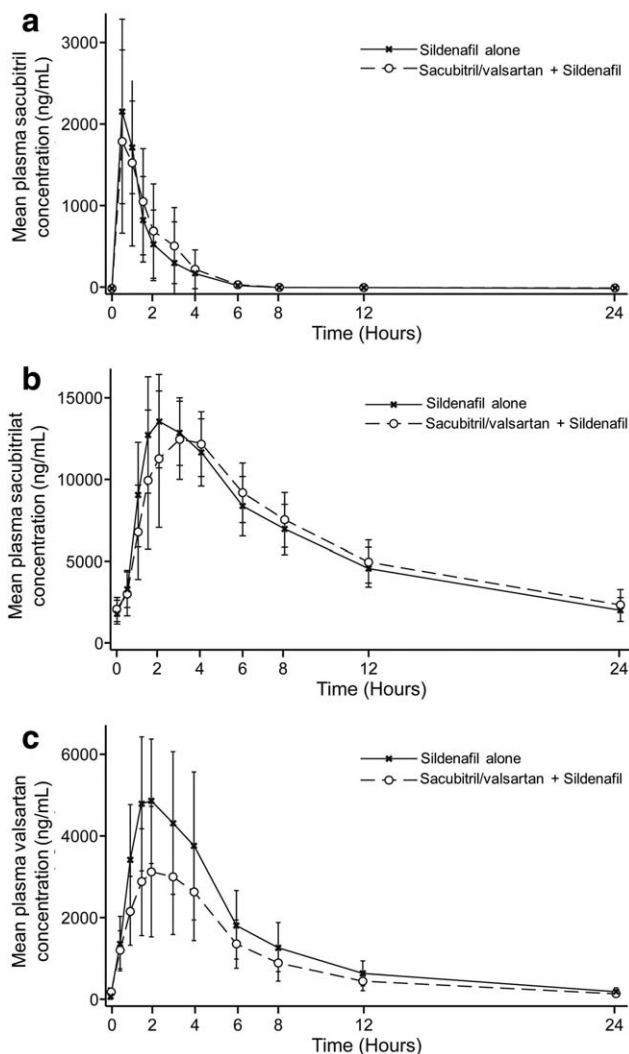 a
Mean plasma sacubitril
concentration (ng/mL)
3000
2000
1000
0
Sildenafil alone
Sacubitril/valsartan + Sildenafil
0 2 4 6 8 12 24
Time (Hours)
b
Mean plasma sacubitrilat
concentration (ng/mL)
15000
10000
5000
0
Sildenafil alone
Sacubitril/valsartan + Sildenafil
0 2 4 6 8 12 24
Time (Hours)
c
Mean plasma valsartan
concentration (ng/mL)
6000
4000
2000
0
Sildenafil alone
Sacubitril/valsartan + Sildenafil
0 2 4 6 8 12 24
Time (Hours)